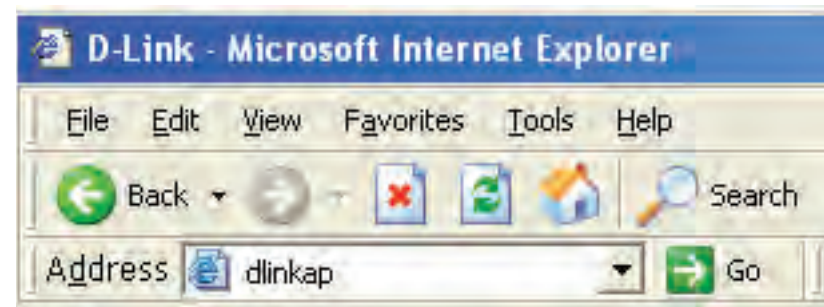 D-Link - Microsoft Internet Explorer
File Edit View Favorites Tools Help
Back Search
Address dlinkap Go